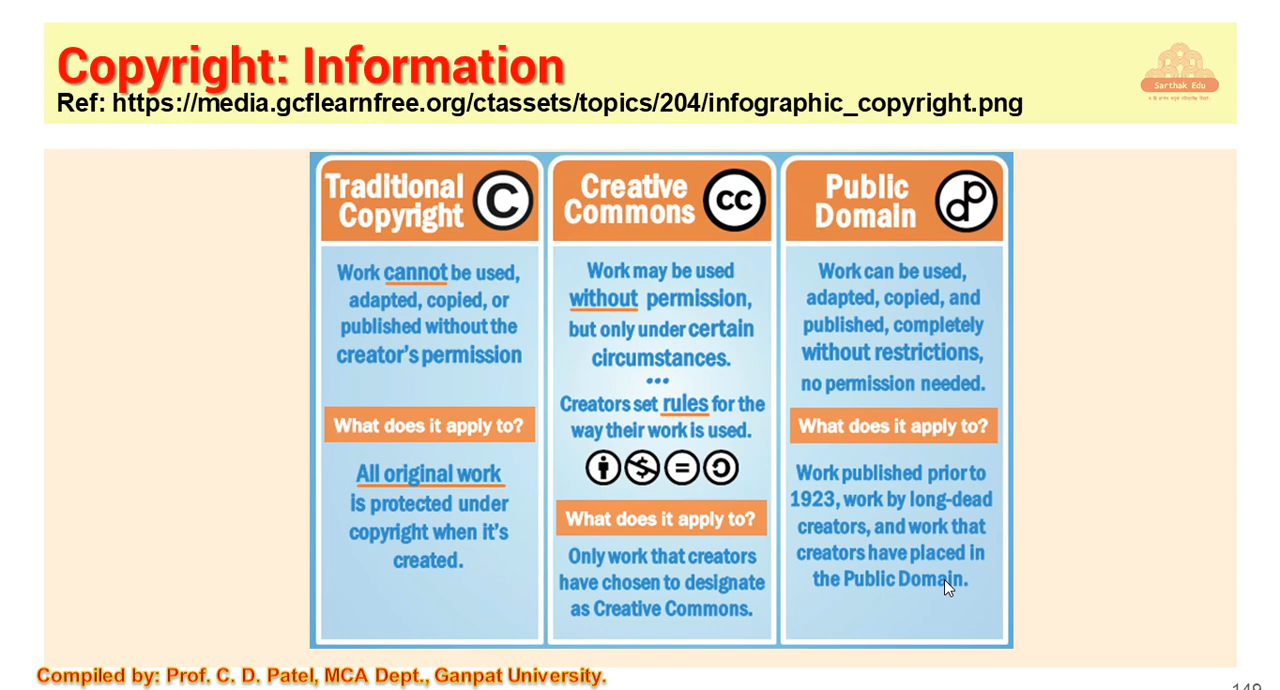 Copyright: Information
Ref: https://media.gcflearnfree.org/ctassets/topics/204/infographic_copyright.png
Sarthak Edu
Traditional
Copyright
C
Work cannot be used,
adapted, copied, or
published without the
creator's permission
What does it apply to?
All original work
is protected under
copyright when it's
created.
Creative
Commons
cc
Work may be used
without permission,
but only under certain
circumstances.
•••
Creators set rules for the
way their work is used.
What does it apply to?
Only work that creators
have chosen to designate
as Creative Commons.
Public
Domain
Work can be used,
adapted, copied, and
published, completely
without restrictions,
no permission needed.
What does it apply to?
Work published prior to
1923, work by long-dead
creators, and work that
creators have placed in
the Public Domain.
Compiled by: Prof. C. D. Patel, MCA Dept., Ganpat University.
149